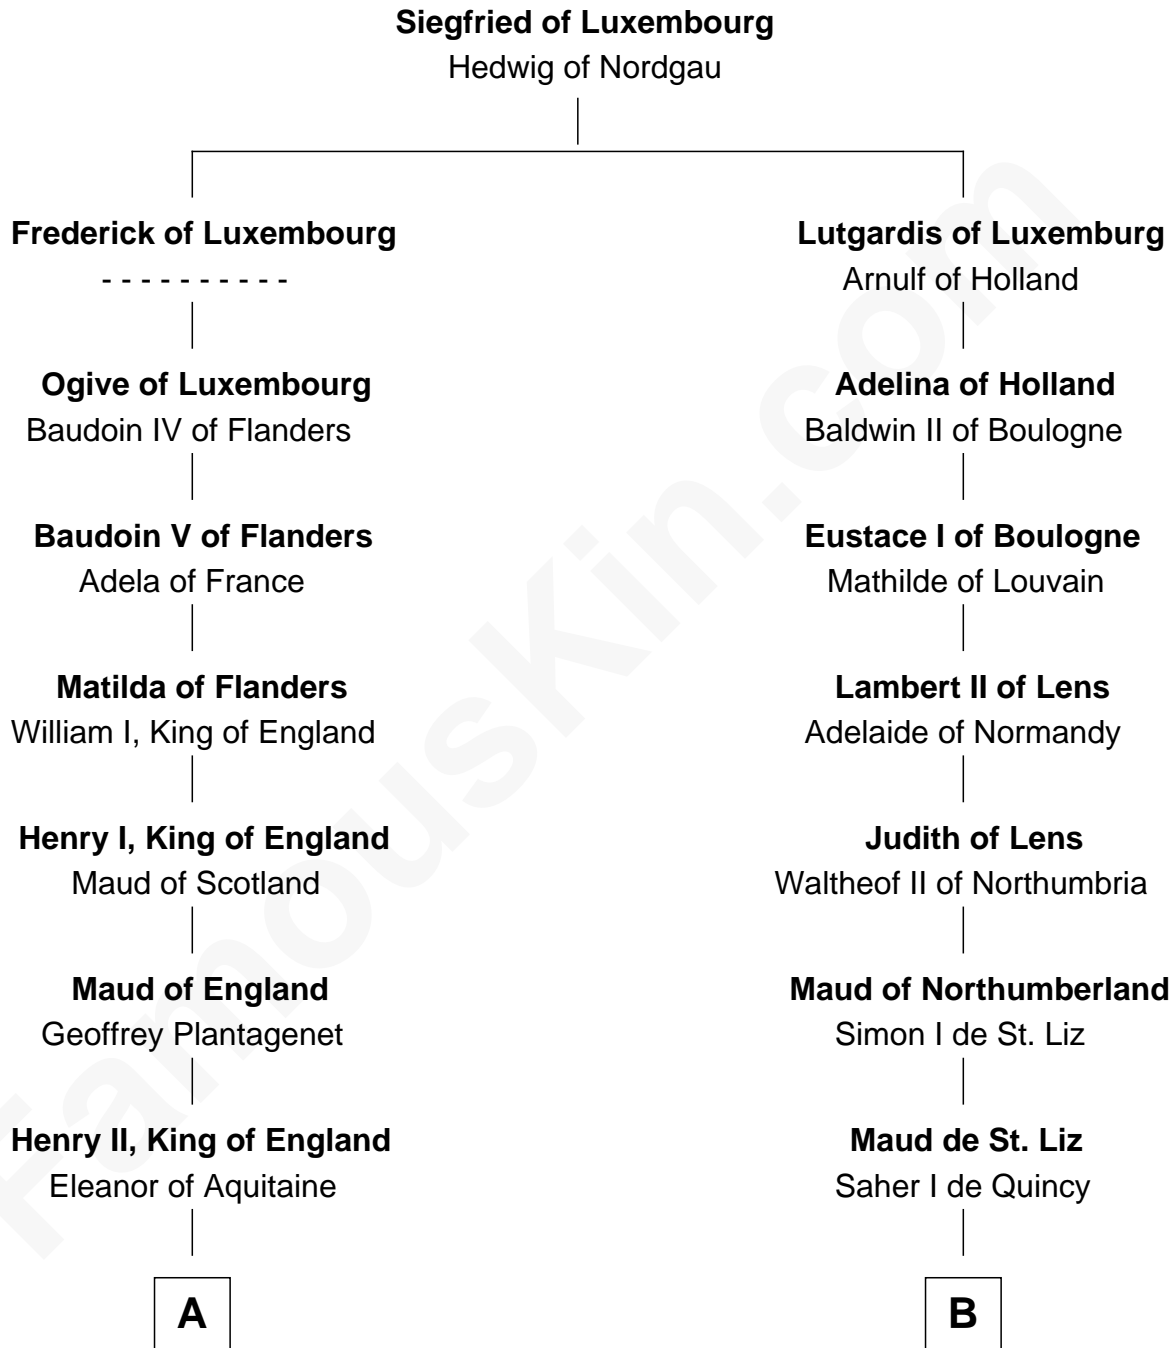 Siegfried of Luxembourg
Hedwig of Nordgau
Frederick of Luxembourg
- - - - - - - - - -
Ogive of Luxembourg
Baudoin IV of Flanders
Baudoin V of Flanders
Adela of France
Matilda of Flanders
William I, King of England
Henry I, King of England
Maud of Scotland
Maud of England
Geoffrey Plantagenet
Henry II, King of England
Eleanor of Aquitaine
A
Lutgardis of Luxemburg
Arnulf of Holland
Adelina of Holland
Baldwin II of Boulogne
Eustace I of Boulogne
Mathilde of Louvain
Lambert II of Lens
Adelaide of Normandy
Judith of Lens
Waltheof II of Northumbria
Maud of Northumberland
Simon I de St. Liz
Maud de St. Liz
Saher I de Quincy
B
FamousKin.com